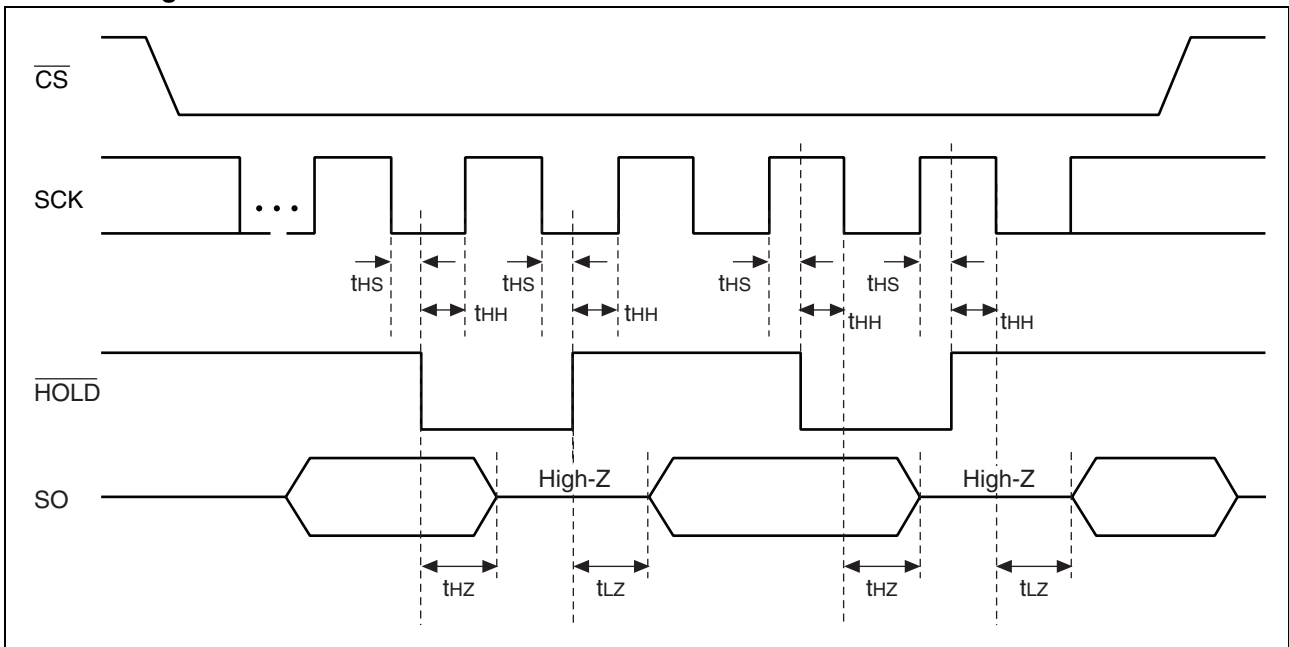 CS
SCK
...
tHS tHS tHS tHS
tHH tHH tHH tHH
HOLD
High-Z High-Z
SO
tHZ tLZ tHZ tLZ